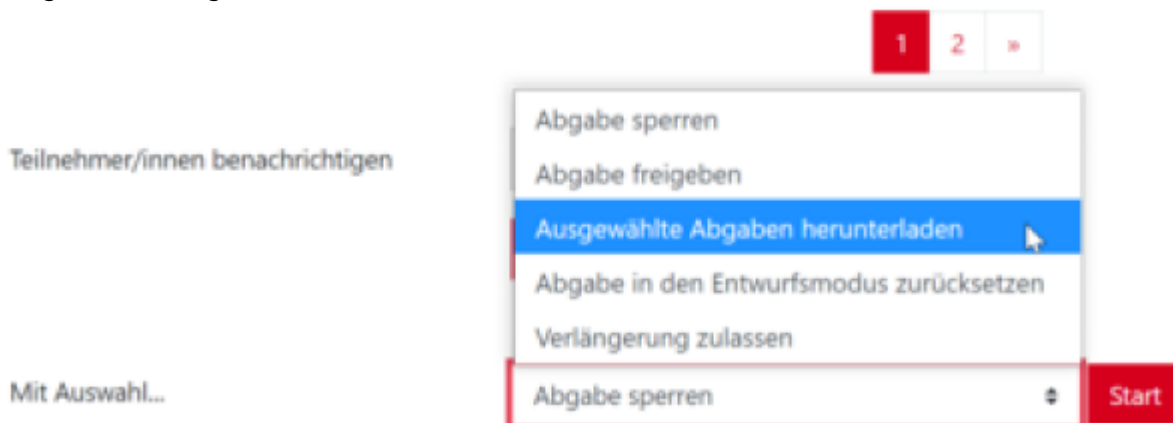 1 2 »
Abgabe sperren
Teilnehmer/innen benachrichtigen
Abgabe freigeben
Ausgewählte Abgaben herunterladen
Abgabe in den Entwurfsmodus zurücksetzen
Verlängerung zulassen
Mit Auswahl... Abgabe sperren Start